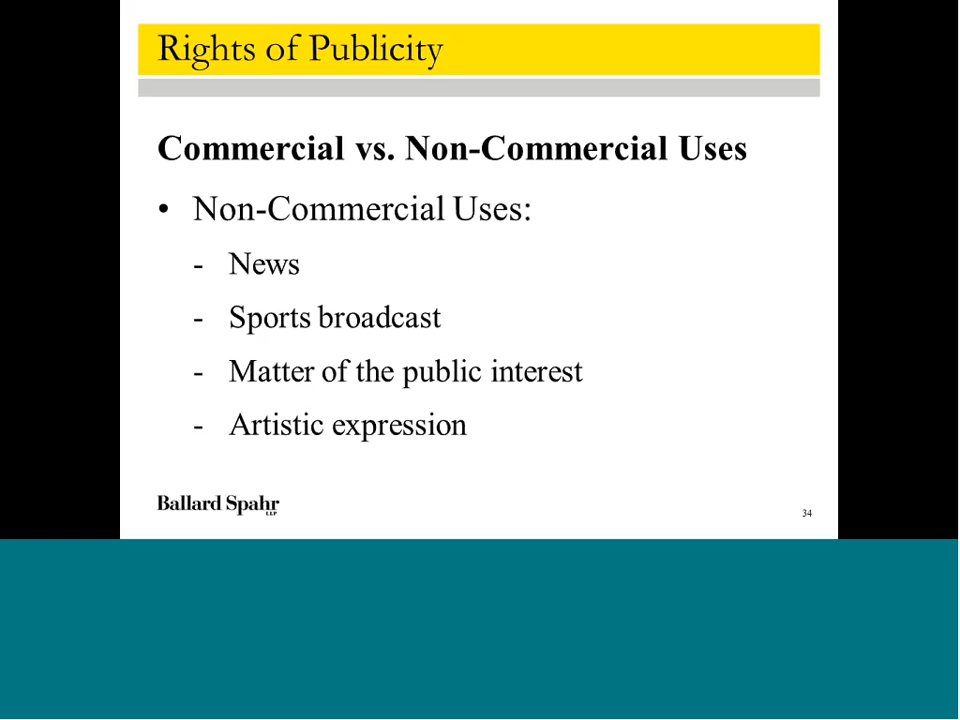 Rights of Publicity
Commercial vs. Non-Commercial Uses
• Non-Commercial Uses:
- News
- Sports broadcast
- Matter of the public interest
- Artistic expression
Ballard Spahr
LLP
34